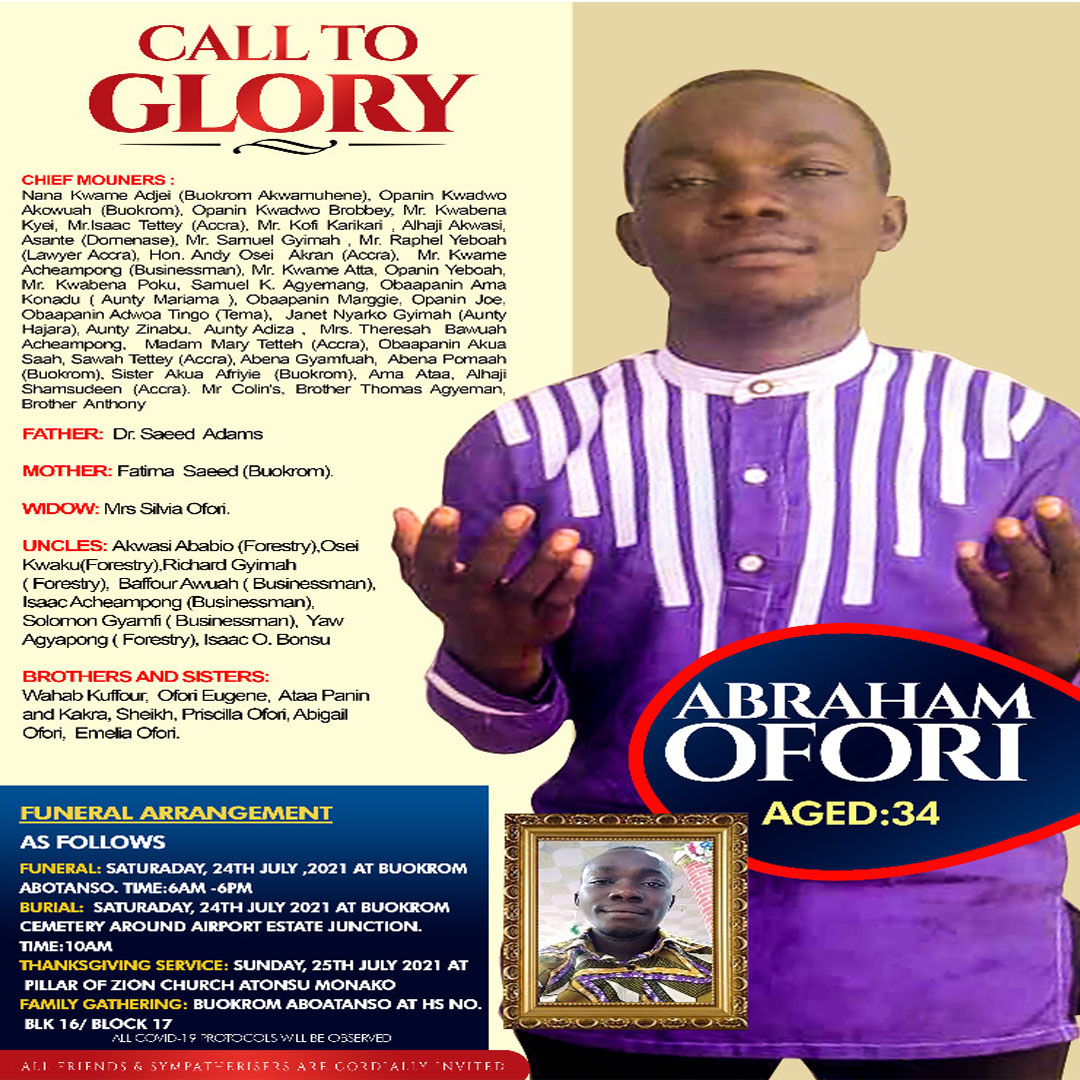 CALL TO
GLORY
CHIEF MOUNERS :
Nana Kwame Adjei (Buokrom Akwamuhene), Opanin Kwadwo
Akowuah (Buokrom), Opanin Kwadwo Brobbey, Mr. Kwabena
Kyei, Mr.Isaac Tettey (Accra), Mr. Kofi Karikari , Alhaji Akwasi,
Asante (Domenase), Mr. Samuel Gyimah , Mr. Raphel Yeboah
(Lawyer Accra), Hon. Andy Osei Akran (Accra), Mr. Kwame
Acheampong (Businessman), Mr. Kwame Atta, Opanin Yeboah,
Mr. Kwabena Poku, Samuel K. Agyemang, Obaapanin Ama
Konadu ( Aunty Mariama ), Obaapanin Marggie, Opanin Joe,
Obaapanin Adwoa Tingo (Tema), Janet Nyarko Gyimah (Aunty
Hajara), Aunty Zinabu. Aunty Adiza , Mrs. Theresah Bawuah
Acheampong, Madam Mary Tetteh (Accra), Obaapanin Akua
Saah, Sawah Tettey (Accra), Abena Gyamfuah, Abena Pomaah
(Buokrom), Sister Akua Afriyie (Buokrom), Ama Ataa, Alhaji
Shamsudeen (Accra). Mr Colin's, Brother Thomas Agyeman,
Brother Anthony
FATHER: Dr. Saeed Adams
MOTHER: Fatima Saeed (Buokrom).
WIDOW: Mrs Silvia Ofori.
UNCLES: Akwasi Ababio (Forestry),Osei
Kwaku(Forestry),Richard Gyimah
( Forestry), Baffour Awuah ( Businessman),
Isaac Acheampong (Businessman),
Solomon Gyamfi ( Businessman), Yaw
Agyapong ( Forestry), Isaac O. Bonsu
BROTHERS AND SISTERS:
Wahab Kuffour, Ofori Eugene, Ataa Panin
and Kakra, Sheikh, Priscilla Ofori, Abigail
Ofori, Emelia Ofori.
ABRAHAM
OFORI
AGED:34
FUNERAL ARRANGEMENT
AS FOLLOWS
FUNERAL: SATURADAY, 24TH JULY ,2021 AT BUOKROM
ABOTANSO. TIME:6AM -6PM
BURIAL: SATURADAY, 24TH JULY 2021 AT BUOKROM
CEMETERY AROUND AIRPORT ESTATE JUNCTION.
TIME:10AM
THANKSGIVING SERVICE: SUNDAY, 25TH JULY 2021 AT
PILLAR OF ZION CHURCH ATONSU MONAKO
FAMILY GATHERING: BUOKROM ABOATANSO AT HS NO.
BLK 16/ BLOCK 17
ALL COVID-19 PROTOCOLS WILL BE OBSERVED
ALL FRIENDS & SYMPATHERISERS ARE CORDIALLY INVITED